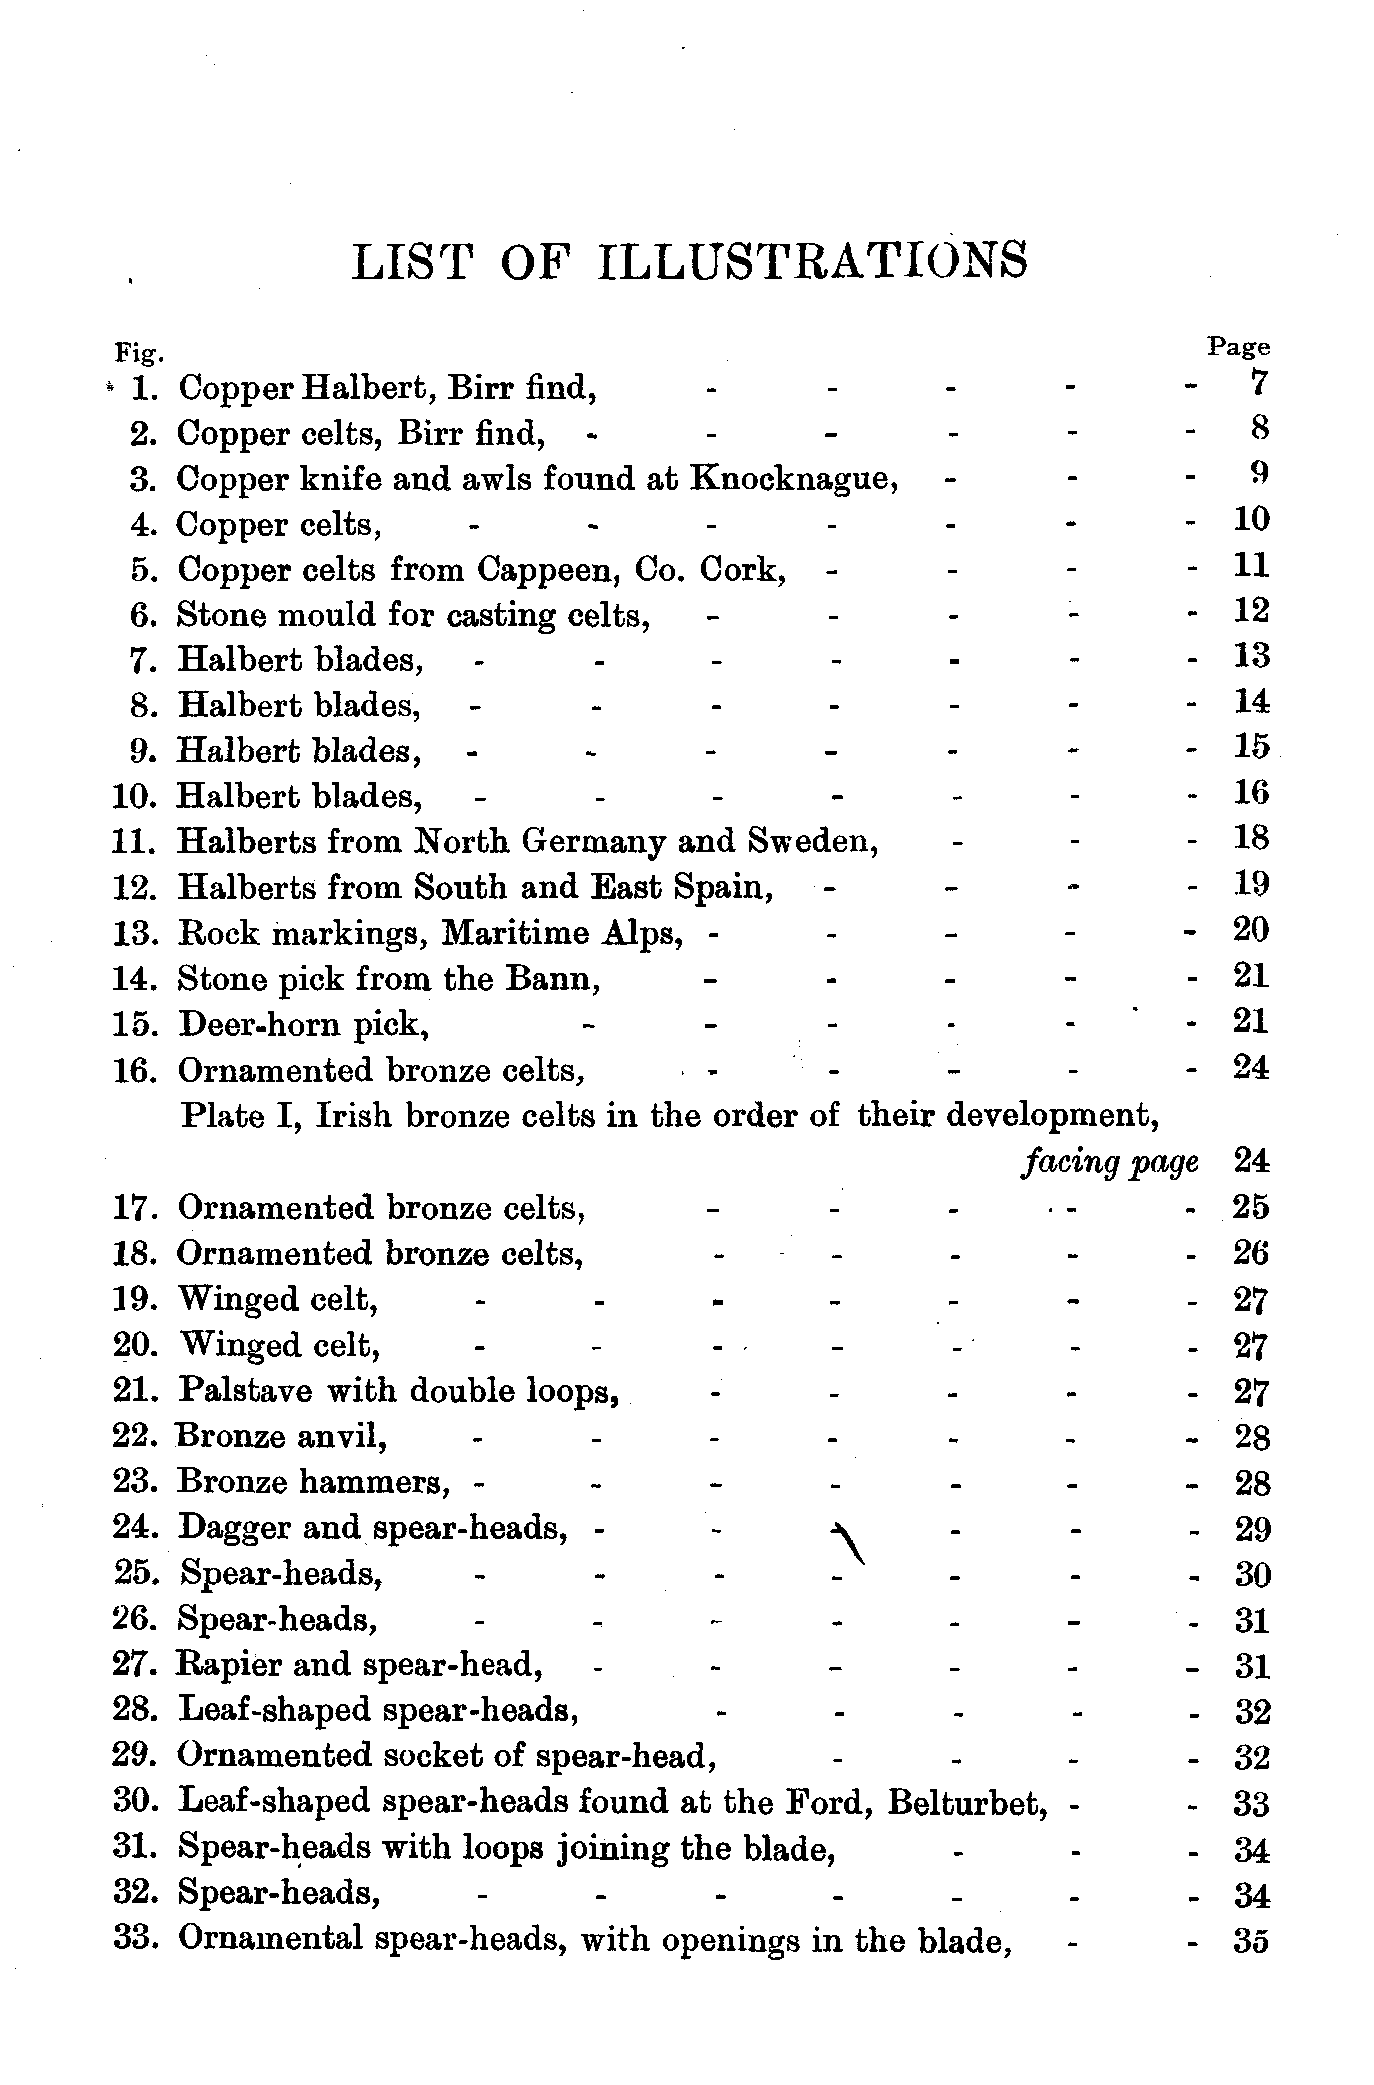 LIST OF ILLUSTRATIONS
Fig. Page
1. Copper Halbert, Birr find, - - - - - 7
2. Copper celts, Birr find, - - - - - - 8
3. Copper knife and awls found at Knocknague, - - - 9
4. Copper celts, - - - - - - - 10
5. Copper celts from Cappeen, Co. Cork, - - - - 11
6. Stone mould for casting celts, - - - - - 12
7. Halbert blades, - - - - - - - 13
8. Halbert blades, - - - - - - - 14
9. Halbert blades, - - - - - - - 15
10. Halbert blades, - - - - - - - 16
11. Halberts from North Germany and Sweden, - - - 18
12. Halberts from South and East Spain, - - - - 19
13. Rock markings, Maritime Alps, - - - - - 20
14. Stone pick from the Bann, - - - - - 21
15. Deer-horn pick, - - - - - - 21
16. Ornamented bronze celts, - - - - - 24
Plate I, Irish bronze celts in the order of their development,
facing page 24
17. Ornamented bronze celts, - - - - - 25
18. Ornamented bronze celts, - - - - - 26
19. Winged celt, - - - - - - - 27
20. Winged celt, - - - - - - - 27
21. Palstave with double loops, - - - - - 27
22. Bronze anvil, - - - - - - - 28
23. Bronze hammers, - - - - - - - 28
24. Dagger and spear-heads, - - - - - - 29
25. Spear-heads, - - - - - - - 30
26. Spear-heads, - - - - - - - 31
27. Rapier and spear-head, - - - - - - 31
28. Leaf-shaped spear-heads, - - - - - 32
29. Ornamented socket of spear-head, - - - - 32
30. Leaf-shaped spear-heads found at the Ford, Belturbet, - - 33
31. Spear-heads with loops joining the blade, - - - 34
32. Spear-heads, - - - - - - - 34
33. Ornamental spear-heads, with openings in the blade, - - 35